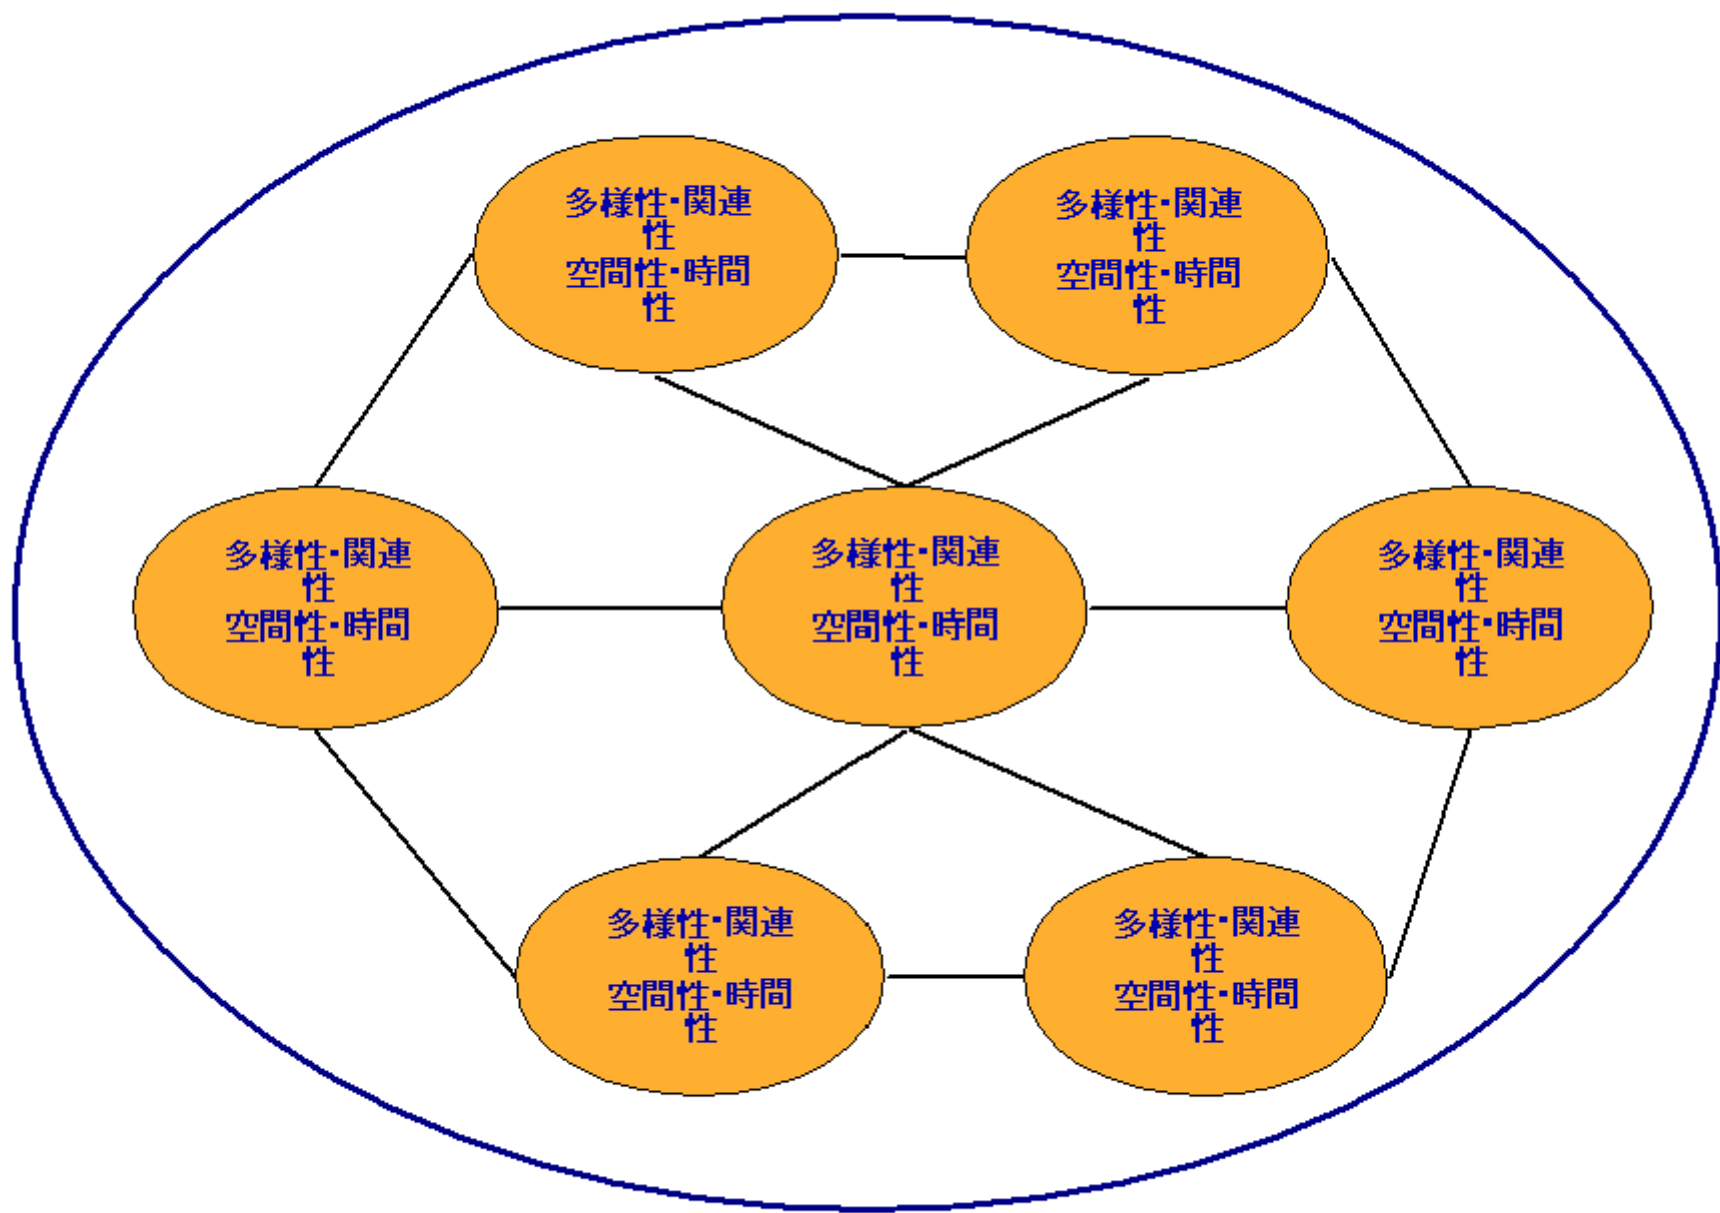 多様性・関連
性
空間性・時間
性
多様性・関連
性
空間性・時間
性
多様性・関連
性
空間性・時間
性
多様性・関連
性
空間性・時間
性
多様性・関連
性
空間性・時間
性
多様性・関連
性
空間性・時間
性
多様性・関連
性
空間性・時間
性